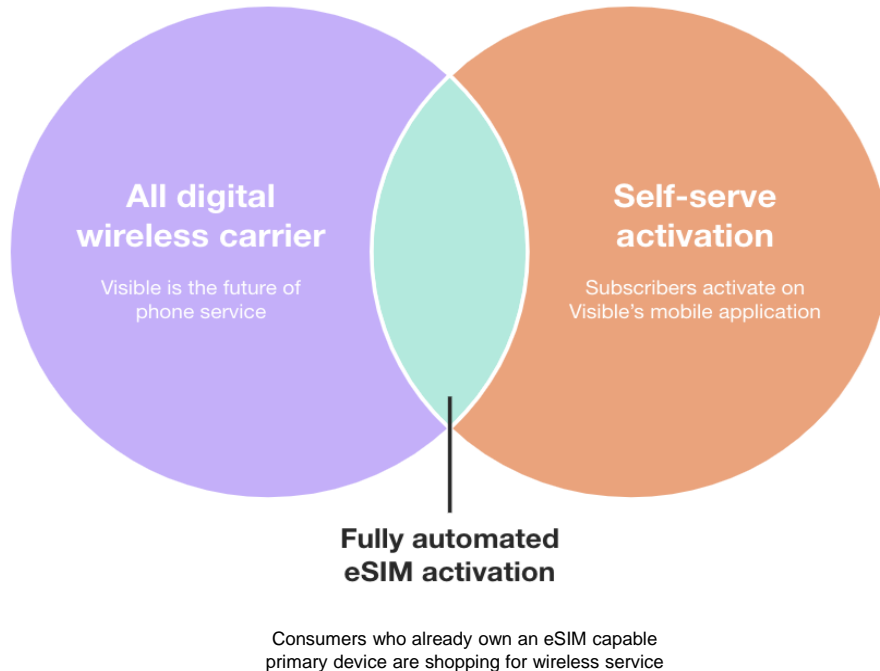 All digital
wireless carrier
Visible is the future of
phone service
Self-serve
activation
Subscribers activate on
Visible’s mobile application
Fully automated
eSIM activation
Consumers who already own an eSIM capable
primary device are shopping for wireless service